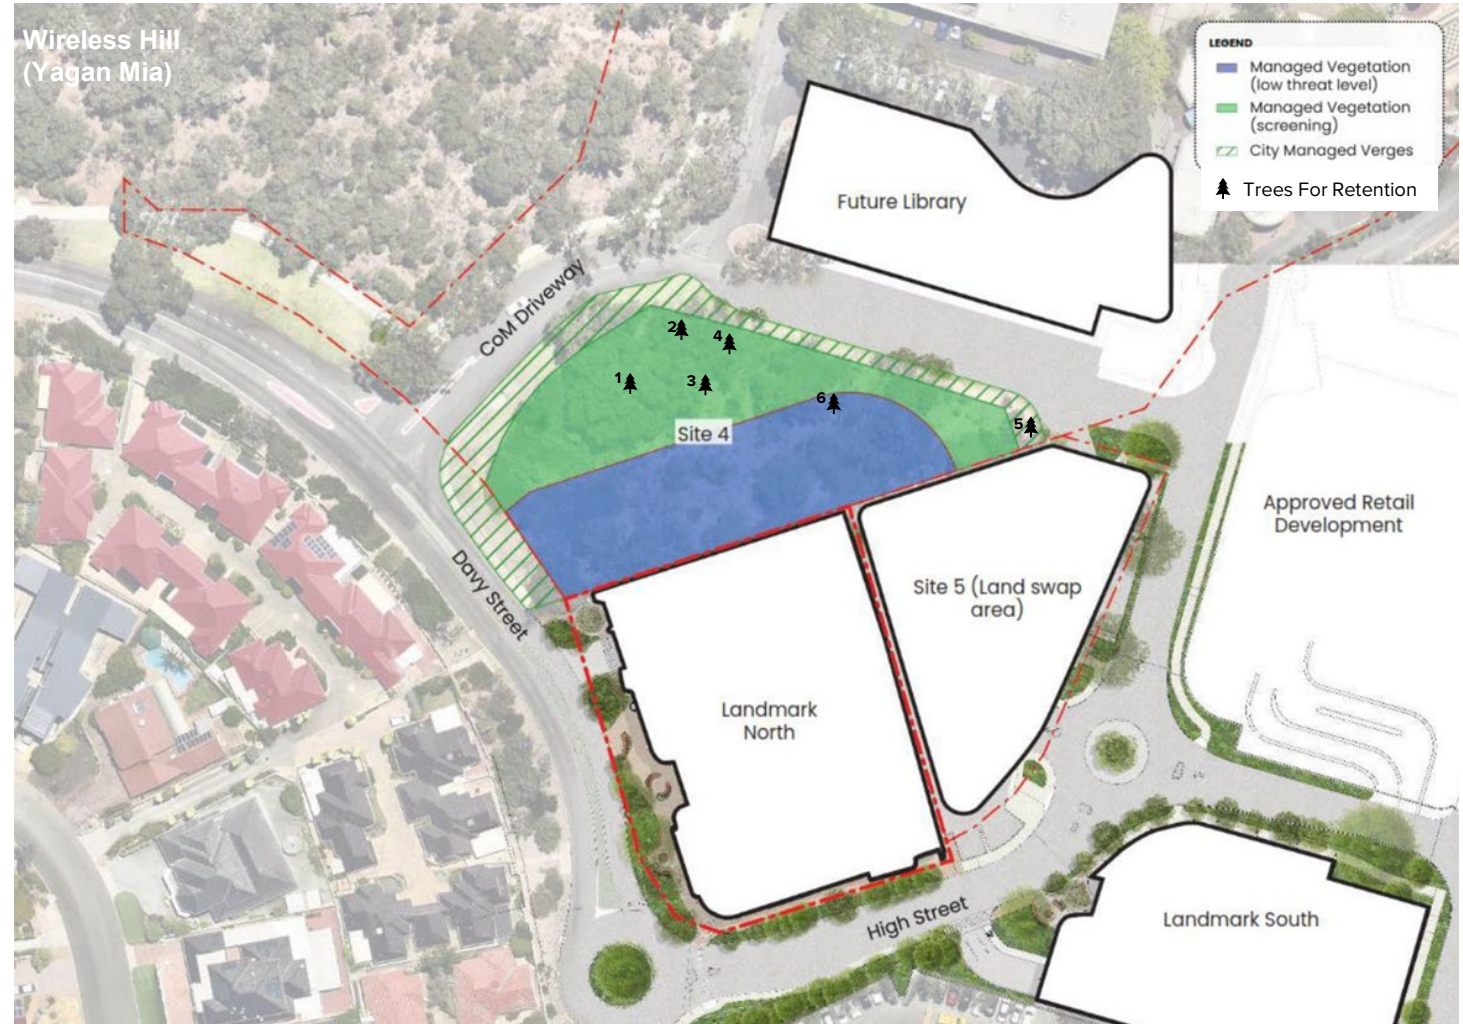 Wireless Hill
(Yagan Mia)
LEGEND
Managed Vegetation
(low threat level)
Managed Vegetation
(screening)
City Managed Verges
Trees For Retention
Future Library
CoM Driveway
2
4
1
3
6
5
Site 4
Davy Street
Approved Retail
Development
Site 5 (Land swap
area)
Landmark
North
High Street
Landmark South